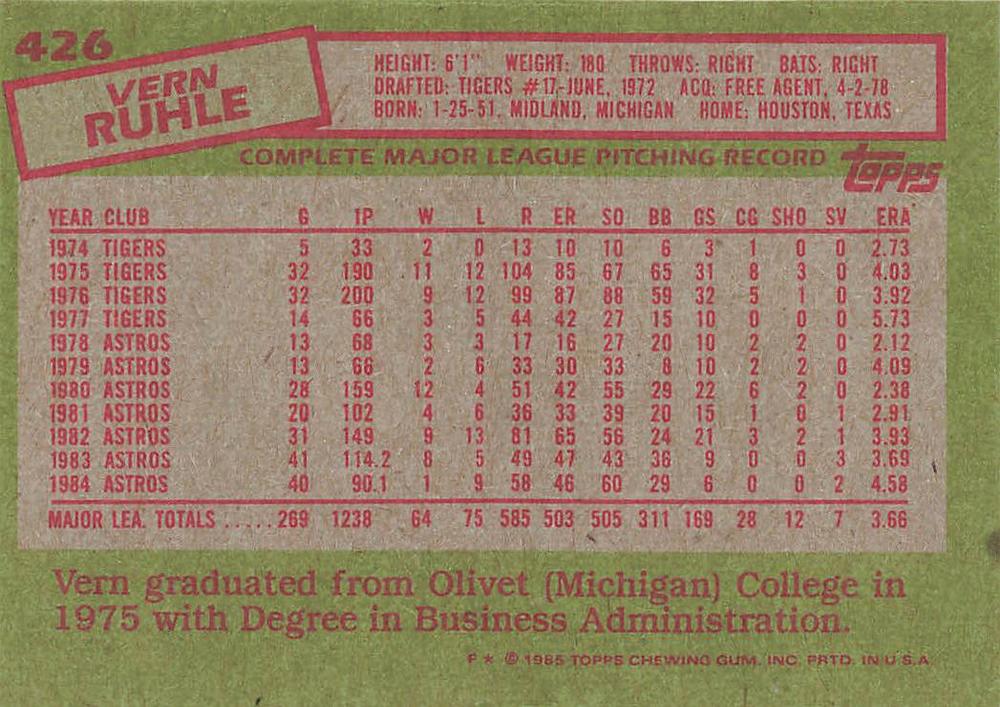 426
VERN
RUHLE
HEIGHT: 6'1" WEIGHT: 180 THROWS: RIGHT BATS: RIGHT
DRAFTED: TIGERS #17-JUNE, 1972 ACQ: FREE AGENT, 4-2-78
BORN: 1-25-51, MIDLAND, MICHIGAN HOME: HOUSTON, TEXAS
COMPLETE MAJOR LEAGUE PITCHING RECORD
topps
YEAR CLUB G IP W L R ER SO BB GS CG SHO SV ERA
1974 TIGERS 5 33 2 0 13 10 10 6 3 1 0 0 2.73
1975 TIGERS 32 190 11 12 104 85 67 65 31 8 3 0 4.03
1976 TIGERS 32 200 9 12 99 87 88 59 32 5 1 0 3.92
1977 TIGERS 14 66 3 5 44 42 27 15 10 0 0 0 5.73
1978 ASTROS 13 68 3 3 17 16 27 20 10 2 2 0 2.12
1979 ASTROS 13 66 2 6 33 30 33 8 10 2 2 0 4.09
1980 ASTROS 28 159 12 4 51 42 55 29 22 6 2 0 2.38
1981 ASTROS 20 102 4 6 36 33 39 20 15 1 0 1 2.91
1982 ASTROS 31 149 9 13 81 65 56 24 21 3 2 1 3.93
1983 ASTROS 41 114.2 8 5 49 47 43 36 9 0 0 3 3.69
1984 ASTROS 40 90.1 1 9 58 46 60 29 6 0 0 2 4.58
MAJOR LEA. TOTALS ..... 269 1238 64 75 585 503 505 311 169 28 12 7 3.66
Vern graduated from Olivet (Michigan) College in
1975 with Degree in Business Administration.
F * © 1985 TOPPS CHEWING GUM, INC. PRTD. IN U.S.A.